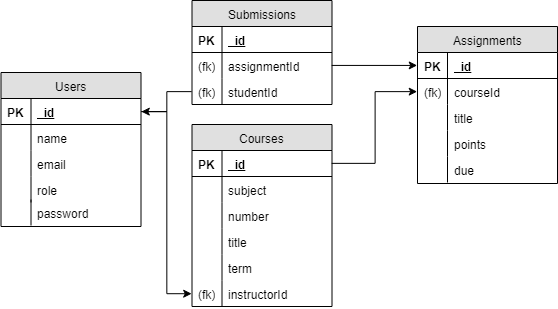 Submissions
PK _id
(fk) assignmentId
(fk) studentId
Assignments
PK _id
(fk) courseId
title
points
due
Users
PK _id
name
email
role
password
Courses
PK _id
subject
number
title
term
(fk) instructorId